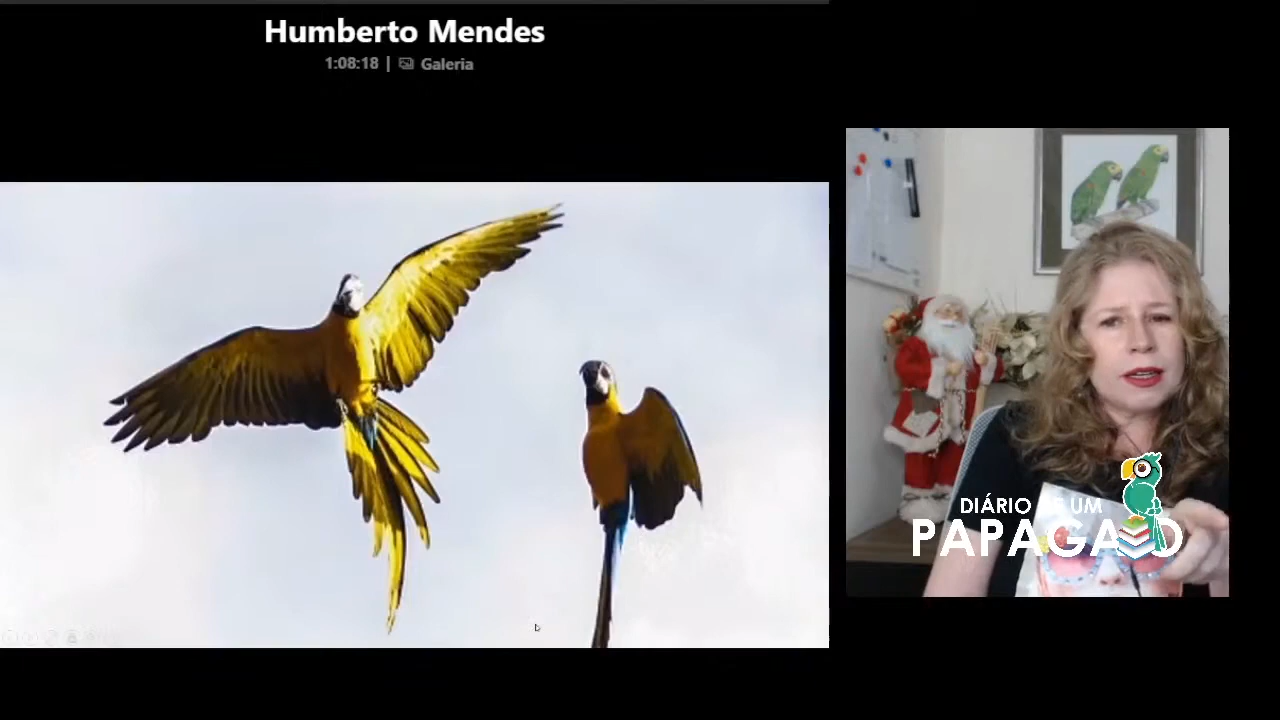 Humberto Mendes
1:08:18 | Galeria
DIÁRIO DE UM
PAPAGAIO